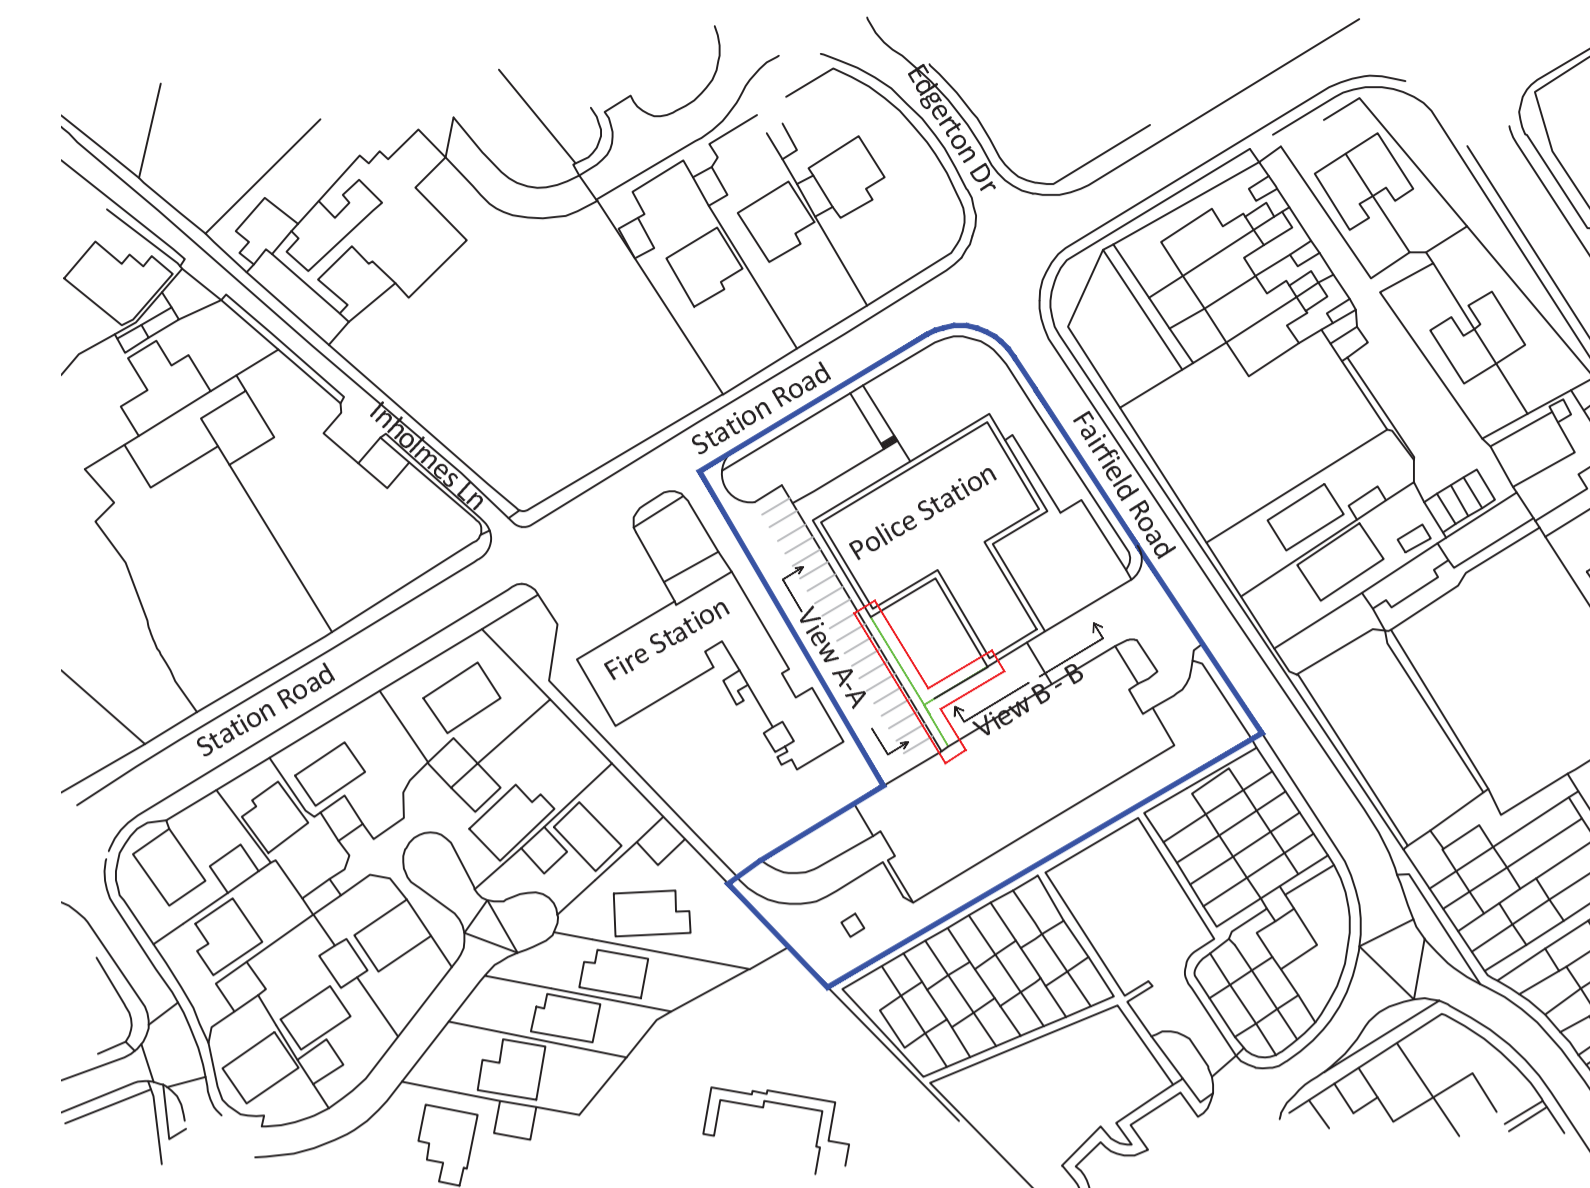 Edgerton Dr
Station Road
Inholmes Ln
Fairfield Road
Police Station
Fire Station
View A-A
View B - B
Station Road